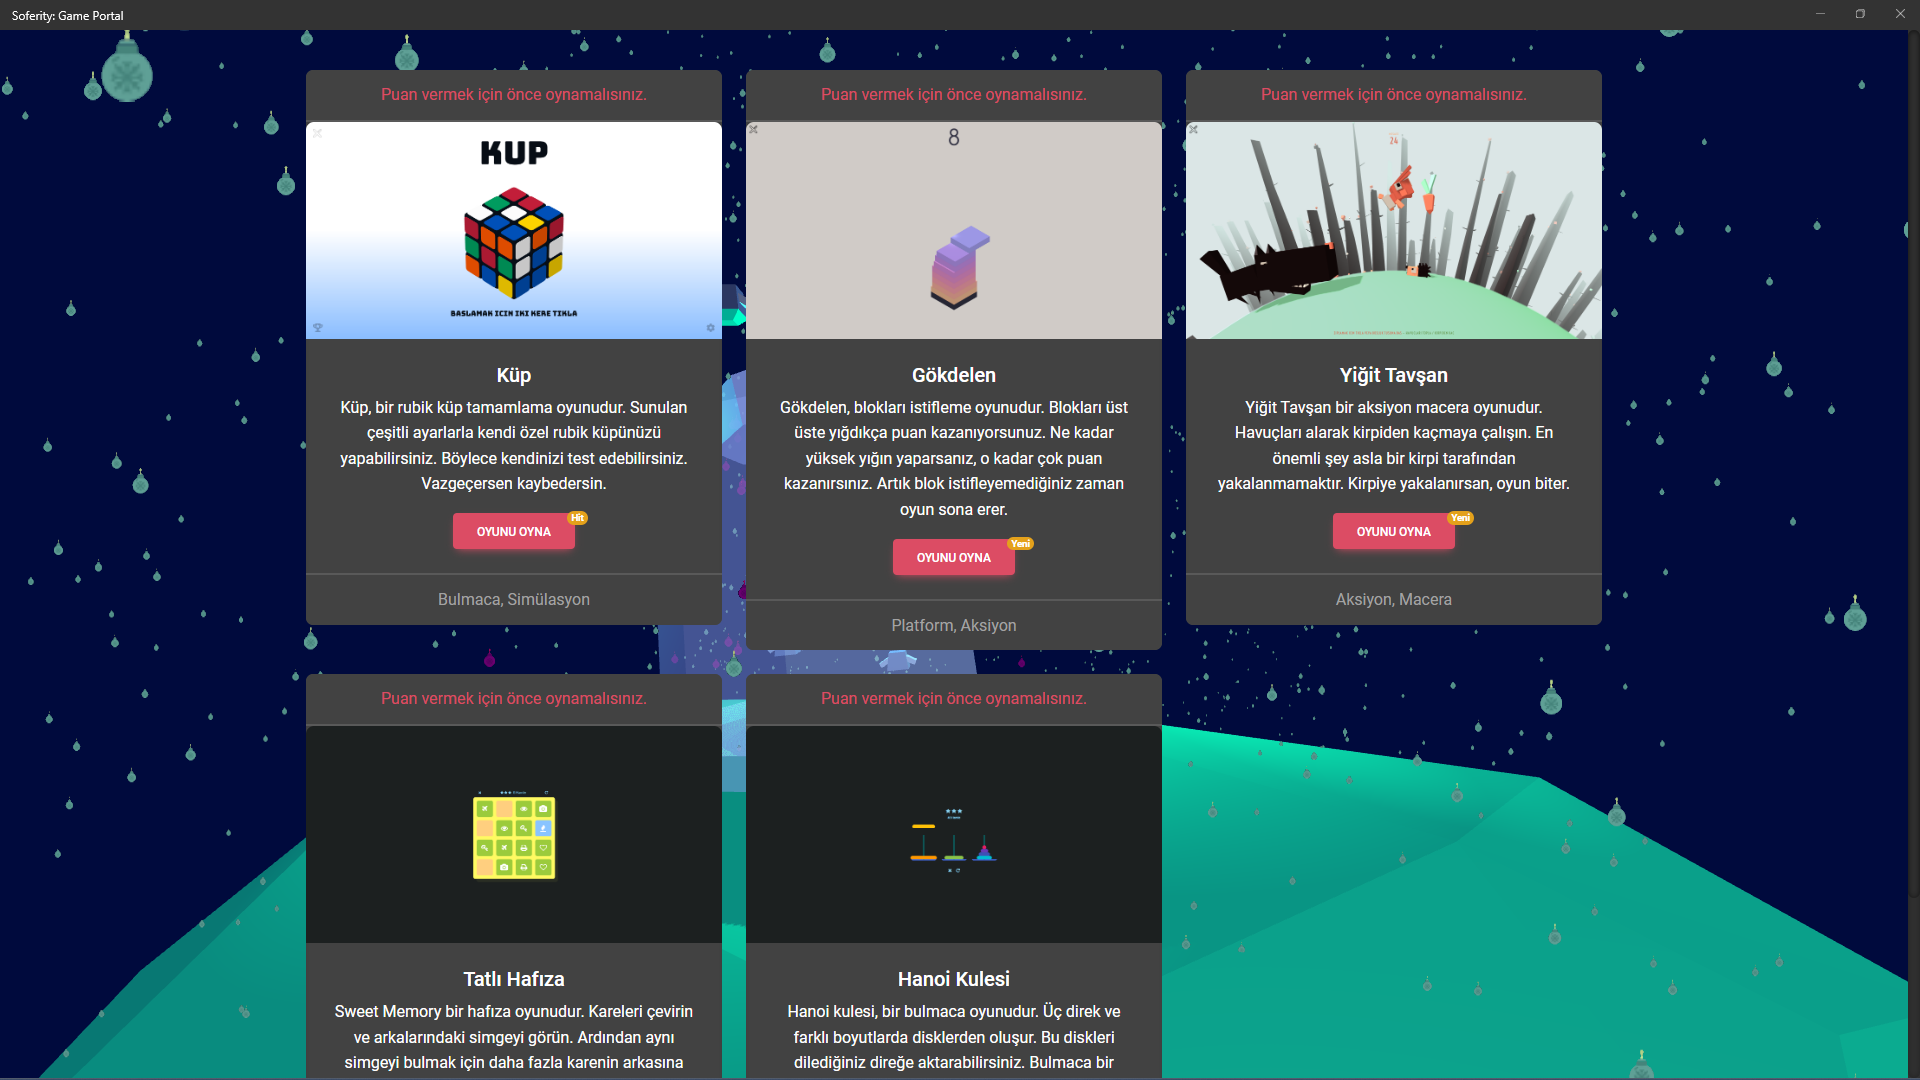 Soferity: Game Portal
Puan vermek için önce oynamalısınız.
KUP
BASLAMAK ICIN IKI KERE TIKLA
Küp
Küp, bir rubik küp tamamlama oyunudur. Sunulan
çeşitli ayarlarla kendi özel rubik küpünüzü
yapabilirsiniz. Böylece kendinizi test edebilirsiniz.
Vazgeçersen kaybedersin.
OYUNU OYNA
Hit
Bulmaca, Simülasyon
Puan vermek için önce oynamalısınız.
8
Gökdelen
Gökdelen, blokları istifleme oyunudur. Blokları üst
üste yığdıkça puan kazanıyorsunuz. Ne kadar
yüksek yığın yaparsanız, o kadar çok puan
kazanırsınız. Artık blok istifleyemediğiniz zaman
oyun sona erer.
OYUNU OYNA
Yeni
Platform, Aksiyon
Puan vermek için önce oynamalısınız.
24
Yiğit Tavşan
Yiğit Tavşan bir aksiyon macera oyunudur.
Havuçları alarak kirpiden kaçmaya çalışın. En
önemli şey asla bir kirpi tarafından
yakalanmamaktır. Kirpiye yakalanırsan, oyun biter.
OYUNU OYNA
Yeni
Aksiyon, Macera
Puan vermek için önce oynamalısınız.
Tatlı Hafıza
Sweet Memory bir hafıza oyunudur. Kareleri çevirin
ve arkalarındaki simgeyi görün. Ardından aynı
simgeyi bulmak için daha fazla karenin arkasına
Puan vermek için önce oynamalısınız.
Hanoi Kulesi
Hanoi kulesi, bir bulmaca oyunudur. Üç direk ve
farklı boyutlarda disklerden oluşur. Bu diskleri
dilediğiniz direğe aktarabilirsiniz. Bulmaca bir